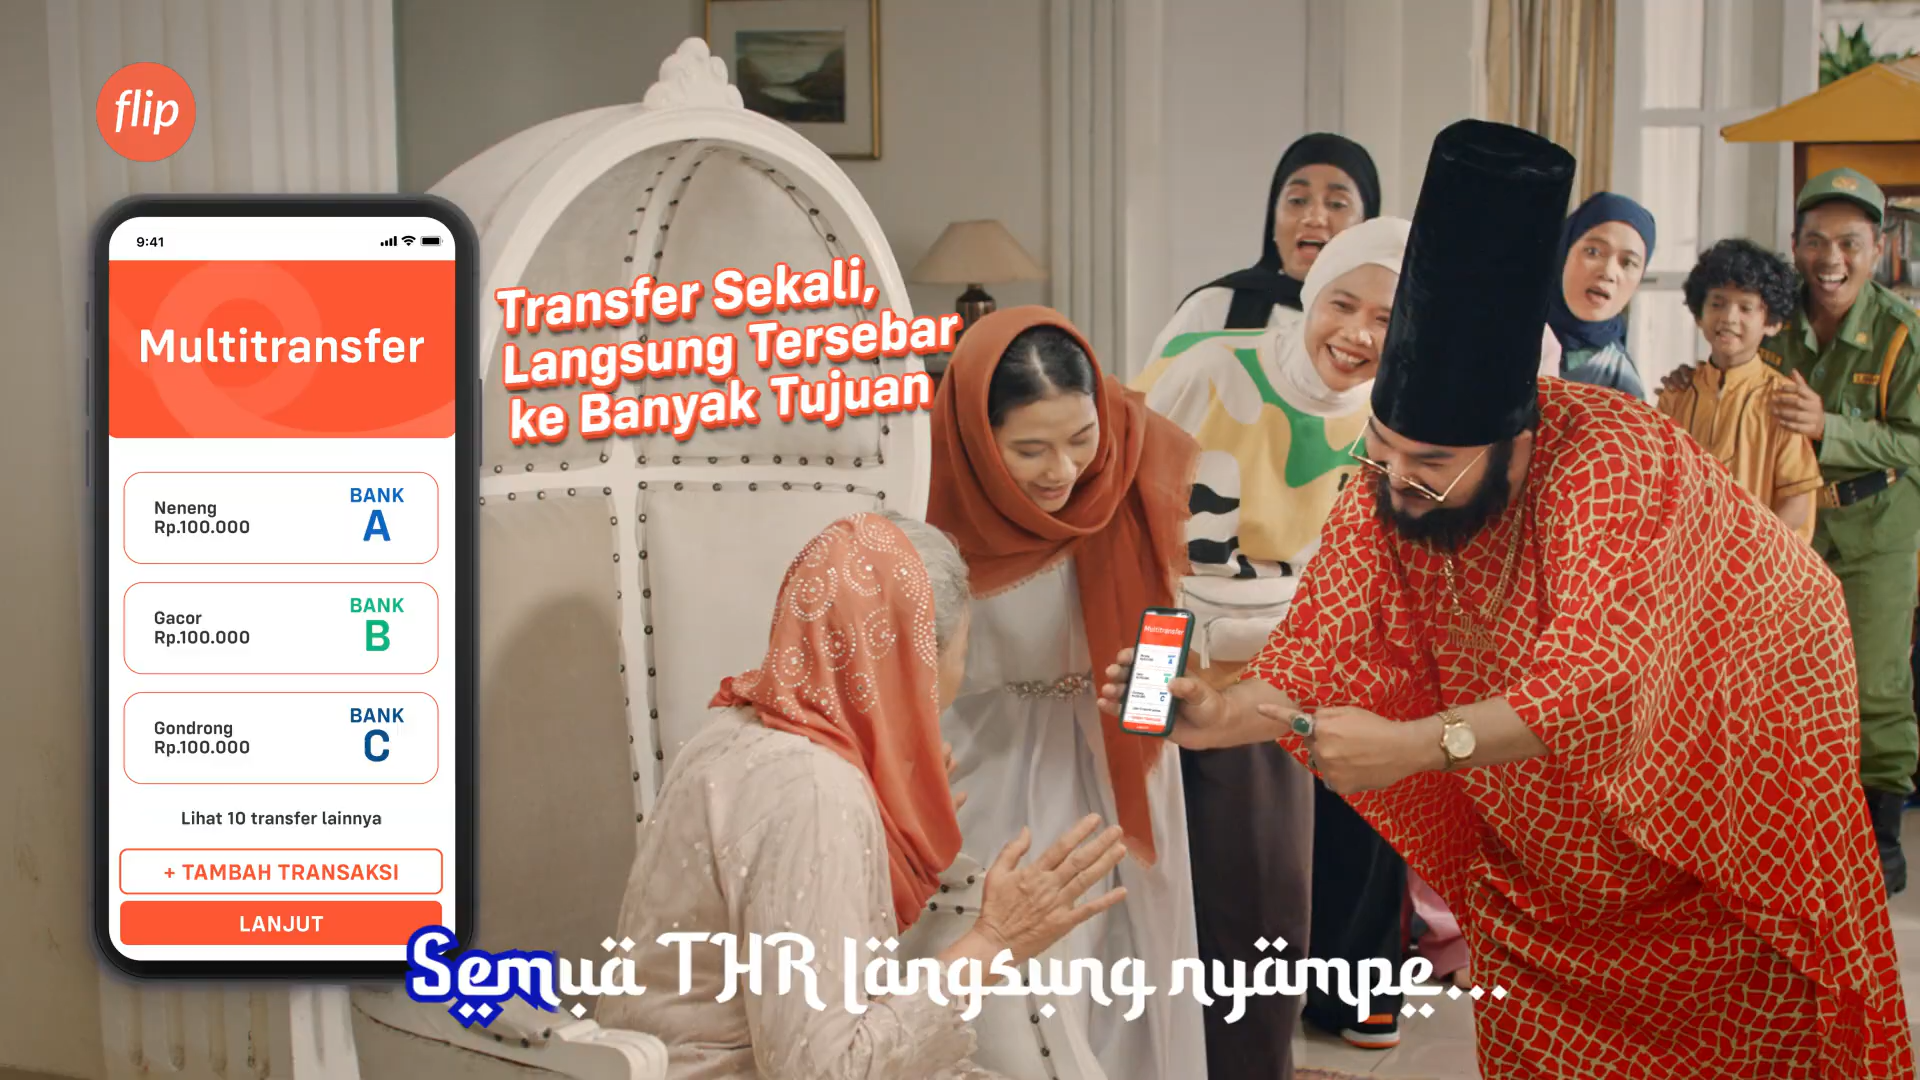 flip
9:41
Multitransfer
Neneng
Rp.100.000
BANK
A
Gacor
Rp.100.000
BANK
B
Gondrong
Rp.100.000
BANK
C
Lihat 10 transfer lainnya
+ TAMBAH TRANSAKSI
LANJUT
Transfer Sekali,
Langsung Tersebar
ke Banyak Tujuan
Multitransfer
A
B
C
Semua THR langsung nyampe...